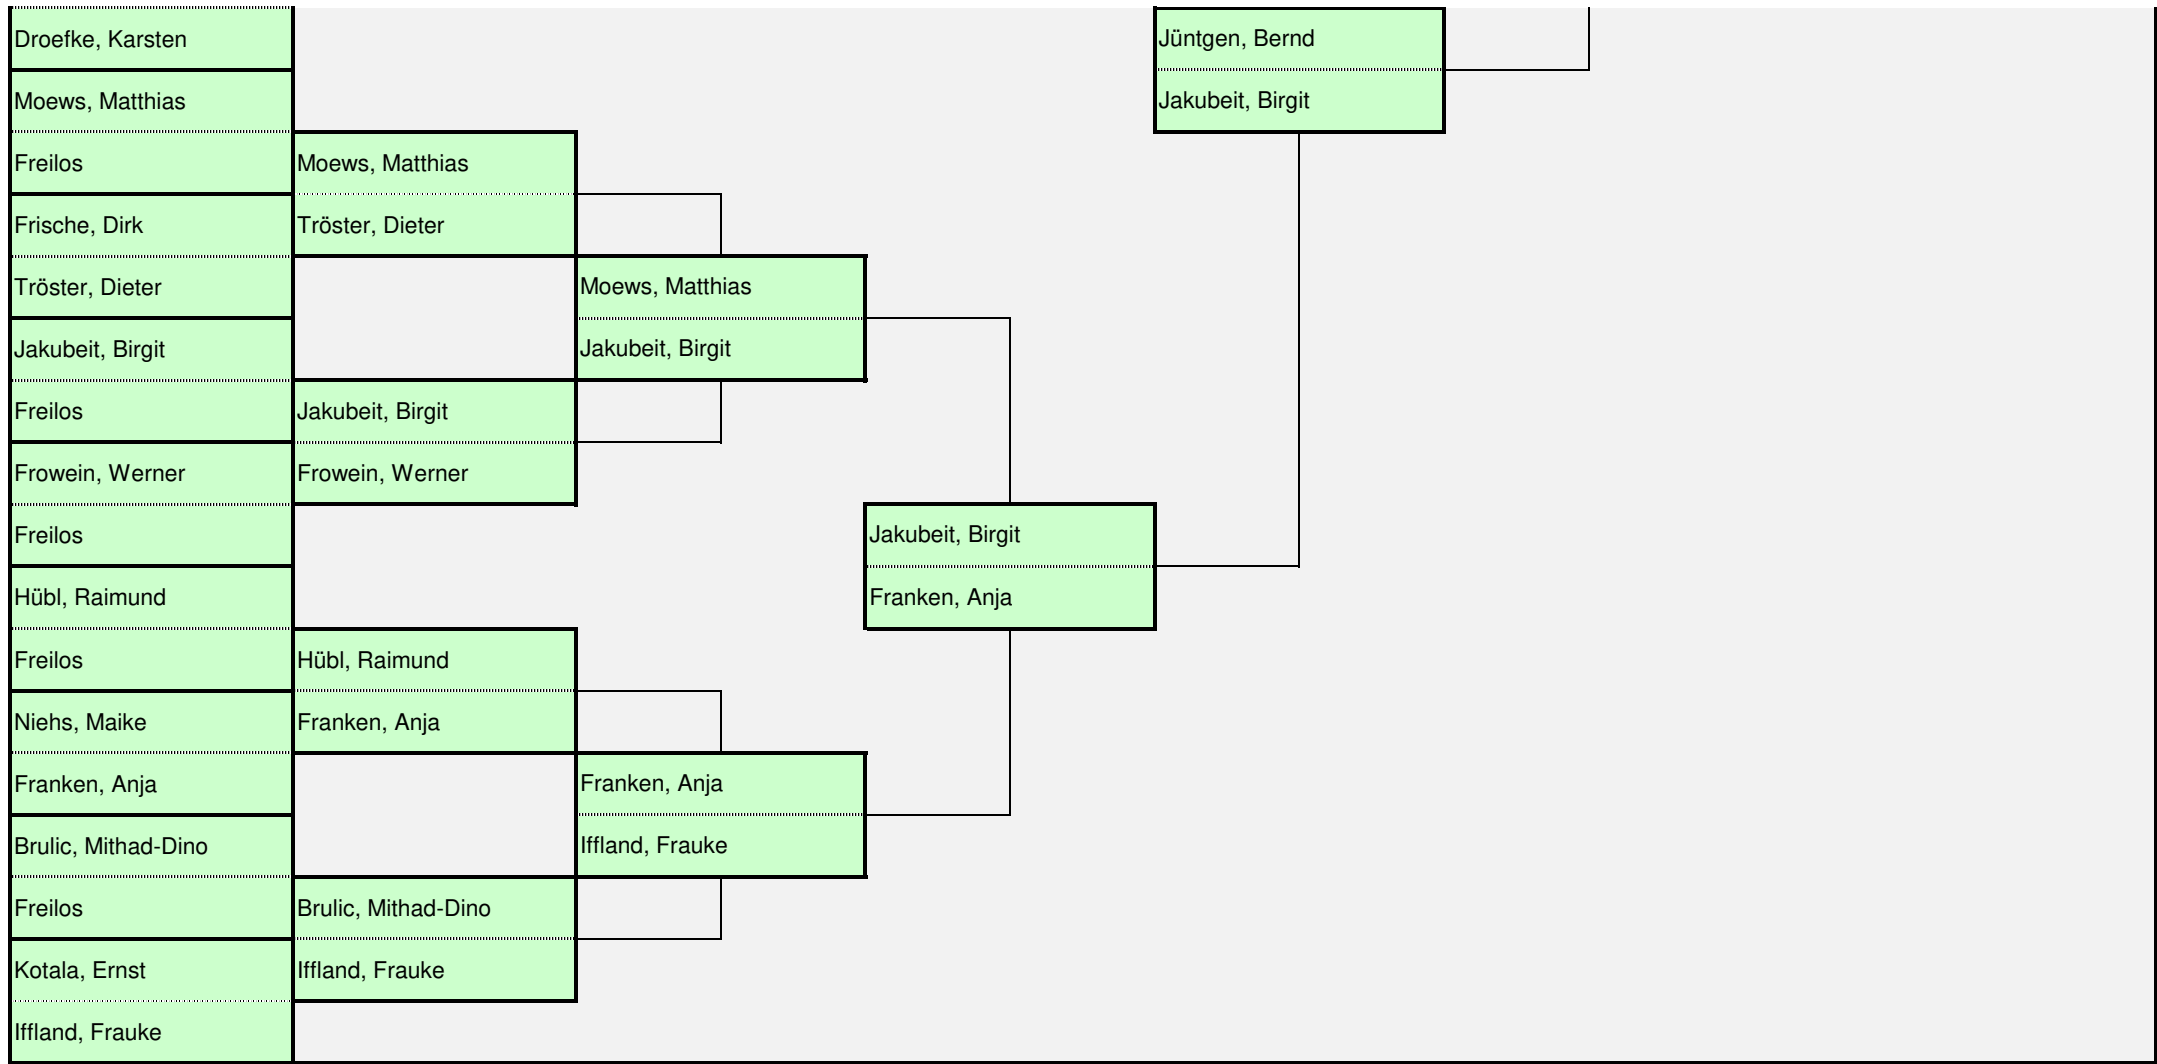 Droefke, Karsten
Moews, Matthias
Freilos
Frische, Dirk
Tröster, Dieter
Jakubeit, Birgit
Freilos
Frowein, Werner
Freilos
Hübl, Raimund
Freilos
Niehs, Maike
Franken, Anja
Brulic, Mithad-Dino
Freilos
Kotala, Ernst
Iffland, Frauke
Moews, Matthias
Tröster, Dieter
Jakubeit, Birgit
Frowein, Werner
Hübl, Raimund
Franken, Anja
Brulic, Mithad-Dino
Iffland, Frauke
Moews, Matthias
Jakubeit, Birgit
Franken, Anja
Iffland, Frauke
Jakubeit, Birgit
Franken, Anja
Jüntgen, Bernd
Jakubeit, Birgit